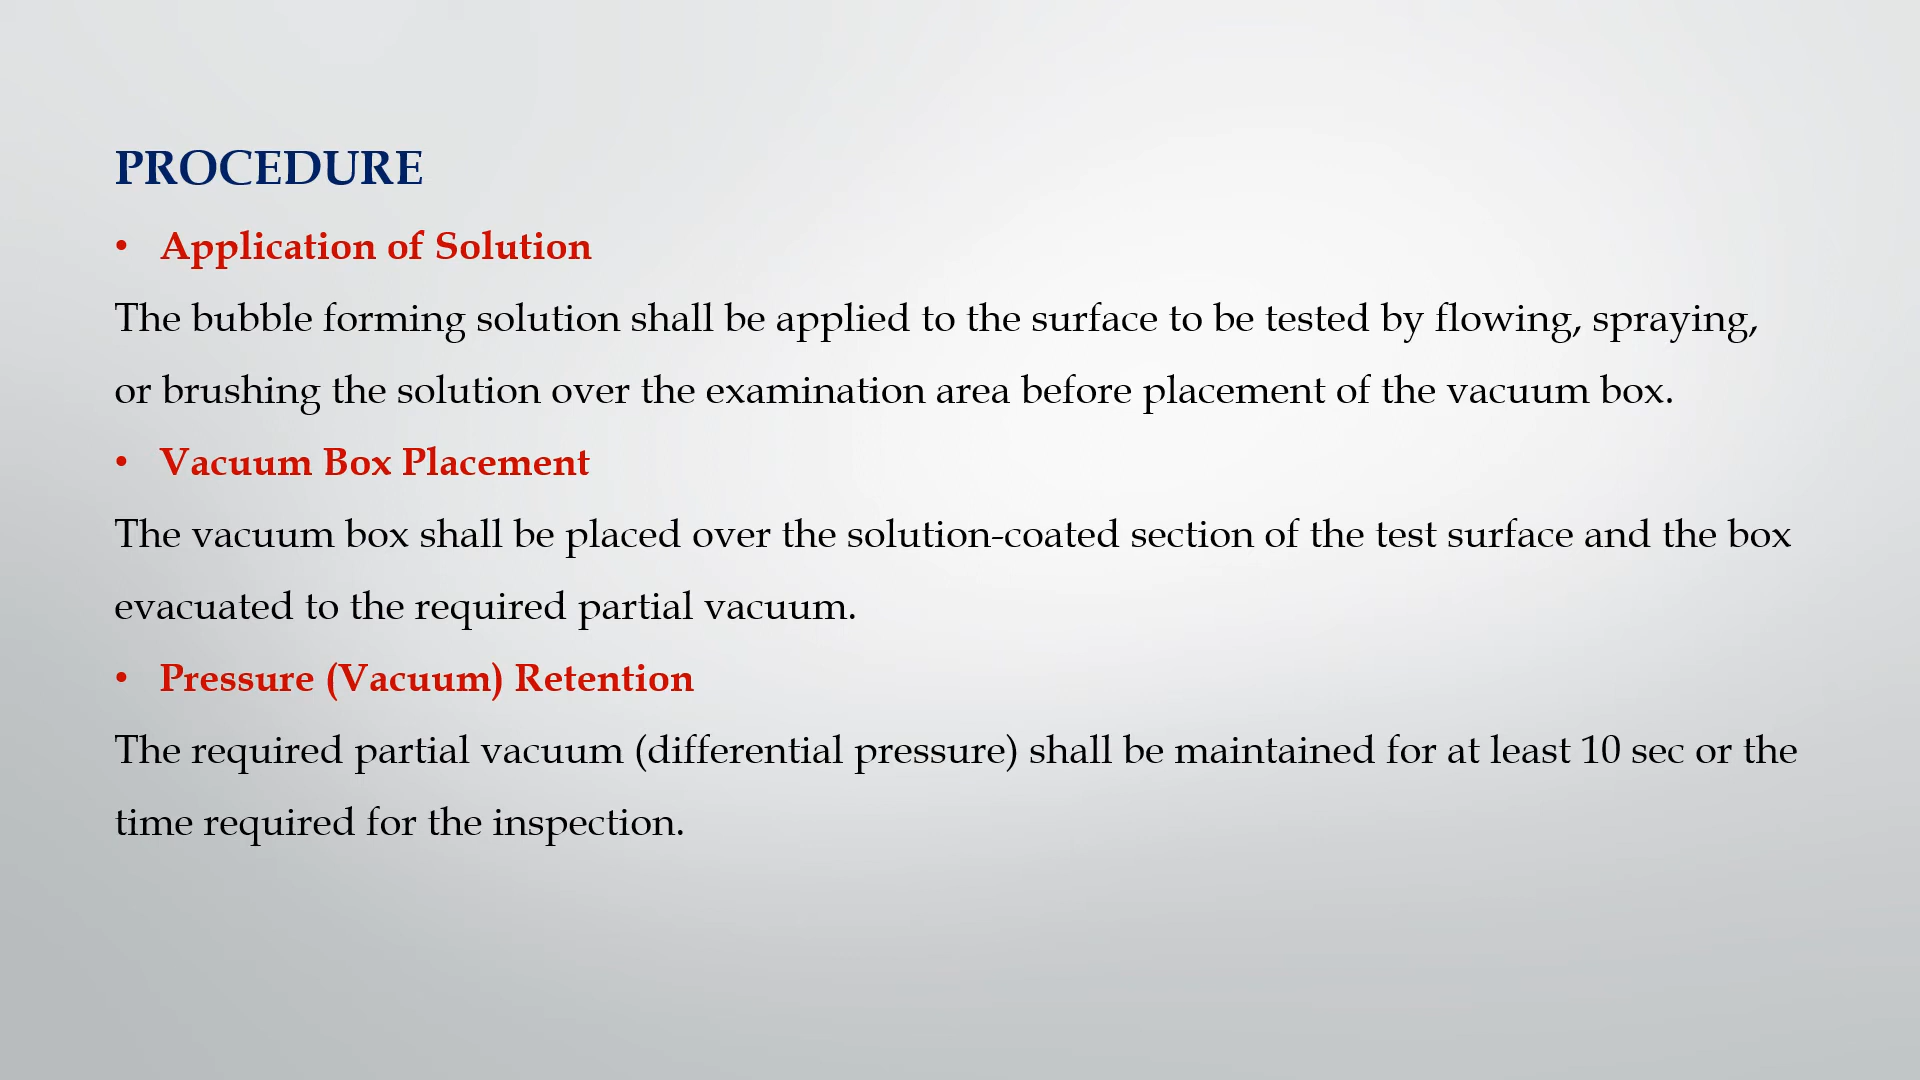 PROCEDURE
• Application of Solution
The bubble forming solution shall be applied to the surface to be tested by flowing, spraying,
or brushing the solution over the examination area before placement of the vacuum box.
• Vacuum Box Placement
The vacuum box shall be placed over the solution-coated section of the test surface and the box
evacuated to the required partial vacuum.
• Pressure (Vacuum) Retention
The required partial vacuum (differential pressure) shall be maintained for at least 10 sec or the
time required for the inspection.